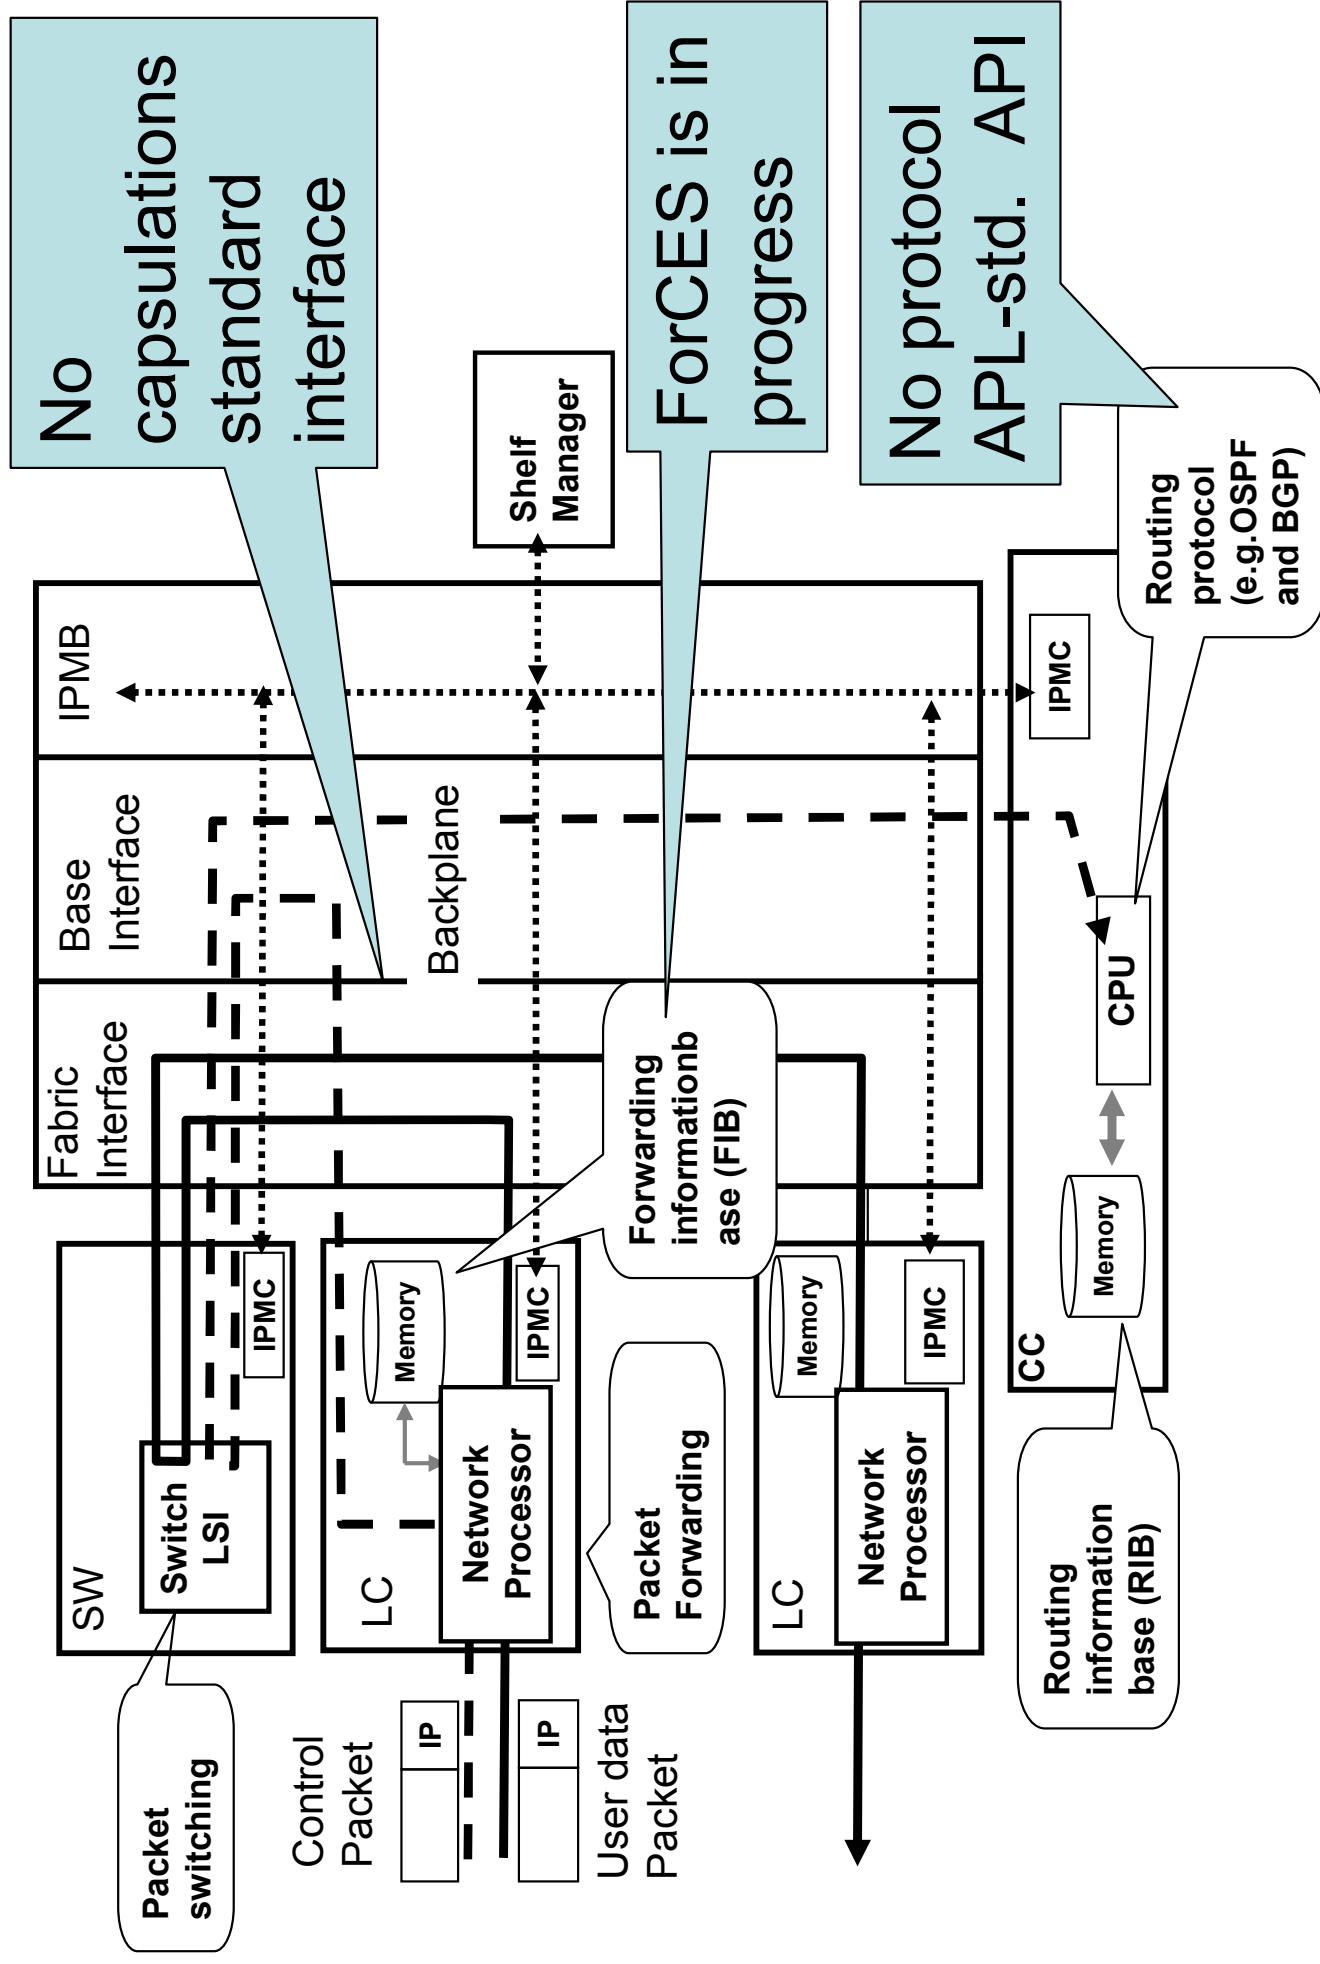 No
capsulations
standard
interface
ForCES is in
progress
No protocol
APL-std. API
Shelf
Manager
IPMB
Base
Interface
Backplane
Fabric
Interface
Routing
protocol
(e.g.OSPF
and BGP)
IPMC
CPU
Memory
CC
Forwarding
informationb
ase (FIB)
SW
Switch
LSI
IPMC
LC
Memory
IPMC
Network
Processor
Packet
Forwarding
LC
Memory
IPMC
Network
Processor
Routing
information
base (RIB)
Packet
switching
Control
Packet
IP
IP
User data
Packet